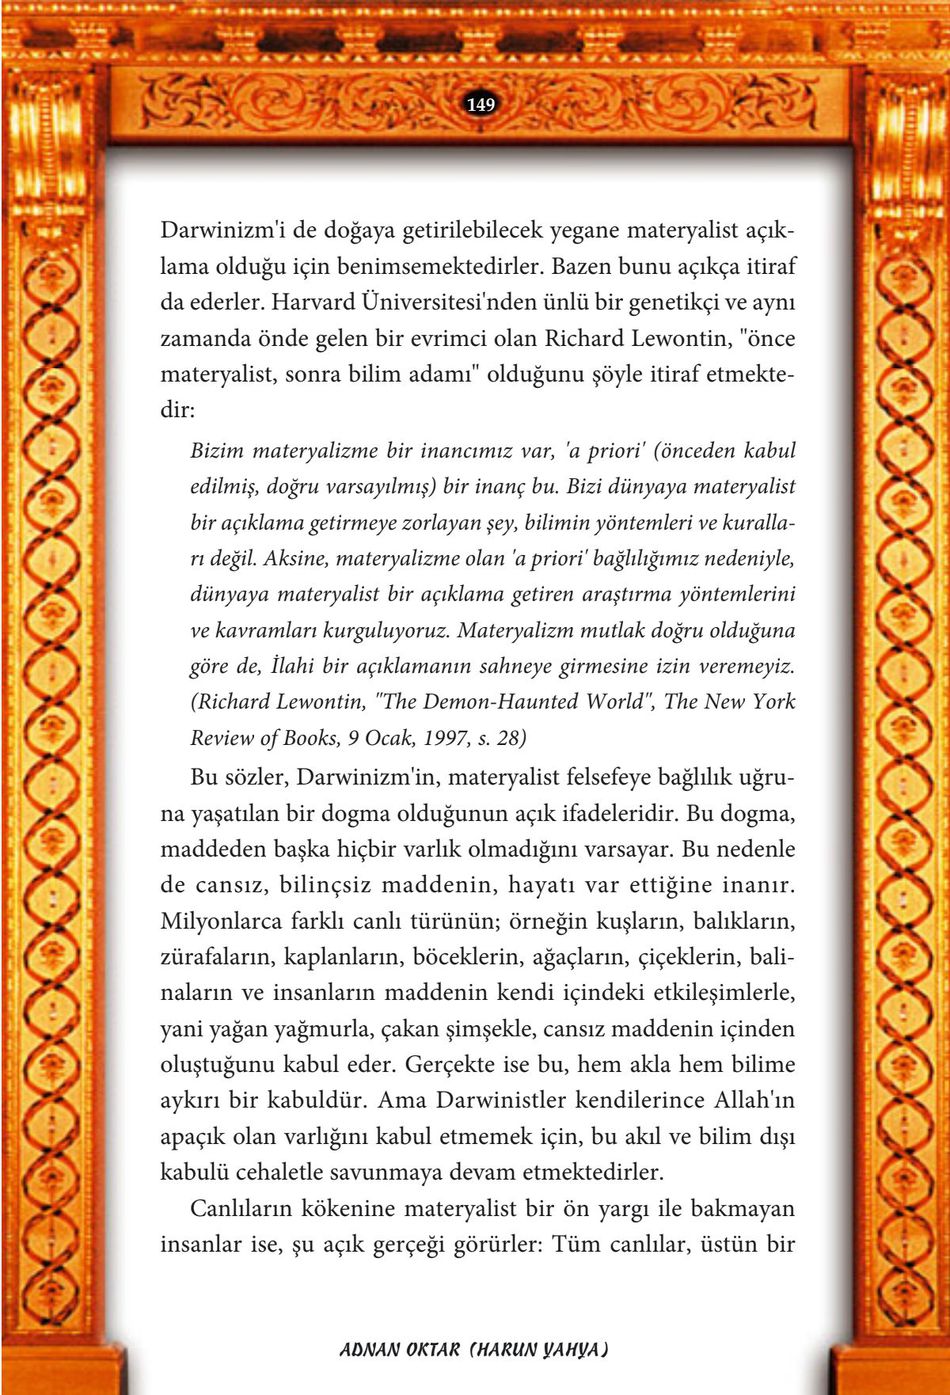 149
Darwinizm'i de doğaya getirilebilecek yegane materyalist açık-
lama olduğu için benimsemektedirler. Bazen bunu açıkça itiraf
da ederler. Harvard Üniversitesi'nden ünlü bir genetikçi ve aynı
zamanda önde gelen bir evrimci olan Richard Lewontin, "önce
materyalist, sonra bilim adamı" olduğunu şöyle itiraf etmekte-
dir:
Bizim materyalizme bir inancımız var, 'a priori' (önceden kabul
edilmiş, doğru varsayılmış) bir inanç bu. Bizi dünyaya materyalist
bir açıklama getirmeye zorlayan şey, bilimin yöntemleri ve kuralla-
rı değil. Aksine, materyalizme olan 'a priori' bağlılığımız nedeniyle,
dünyaya materyalist bir açıklama getiren araştırma yöntemlerini
ve kavramları kurguluyoruz. Materyalizm mutlak doğru olduğuna
göre de, İlahi bir açıklamanın sahneye girmesine izin veremeyiz.
(Richard Lewontin, "The Demon-Haunted World", The New York
Review of Books, 9 Ocak, 1997, s. 28)
Bu sözler, Darwinizm'in, materyalist felsefeye bağlılık uğru-
na yaşatılan bir dogma olduğunun açık ifadeleridir. Bu dogma,
maddeden başka hiçbir varlık olmadığını varsayar. Bu nedenle
de cansız, bilinçsiz maddenin, hayatı var ettiğine inanır.
Milyonlarca farklı canlı türünün; örneğin kuşların, balıkların,
zürafaların, kaplanların, böceklerin, ağaçların, çiçeklerin, bali-
naların ve insanların maddenin kendi içindeki etkileşimlerle,
yani yağan yağmurla, çakan şimşekle, cansız maddenin içinden
oluştuğunu kabul eder. Gerçekte ise bu, hem akla hem bilime
aykırı bir kabuldür. Ama Darwinistler kendilerince Allah'ın
apaçık olan varlığını kabul etmemek için, bu akıl ve bilim dışı
kabulü cehaletle savunmaya devam etmektedirler.
Canlıların kökenine materyalist bir ön yargı ile bakmayan
insanlar ise, şu açık gerçeği görürler: Tüm canlılar, üstün bir
ADNAN OKTAR (HARUN YAHYA)